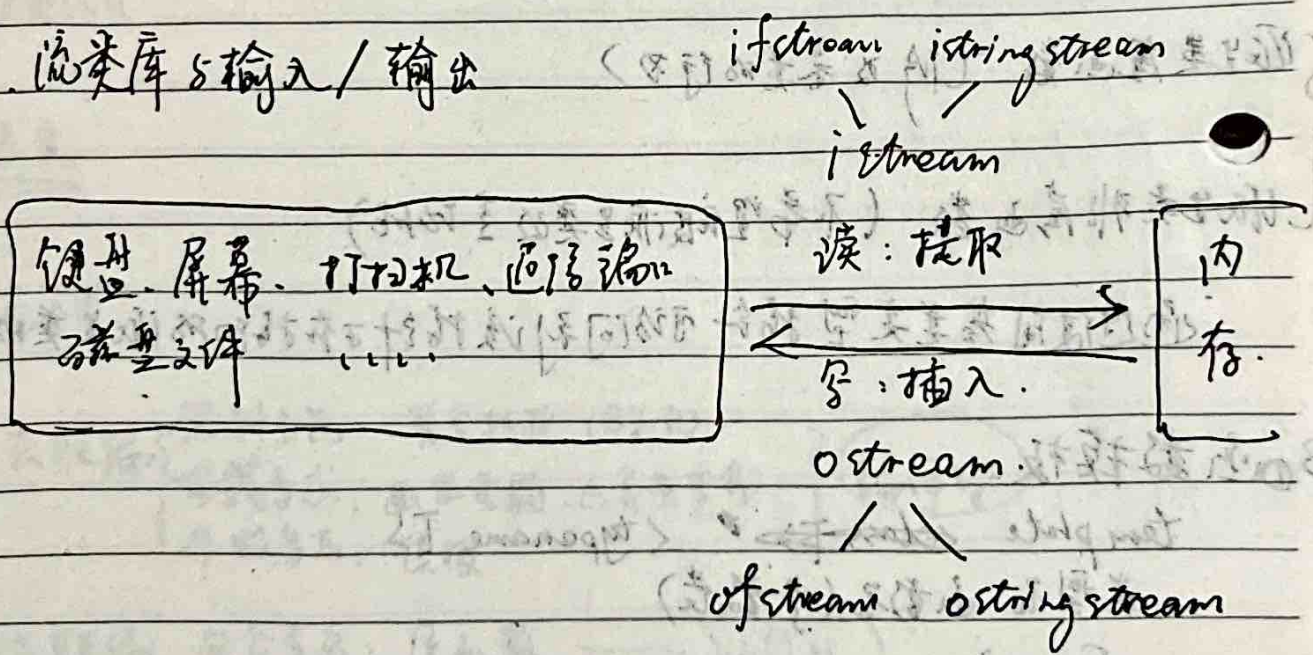 流类库与输入/输出
ifstream istringstream
istream
键盘、屏幕、打扫机、通信端口
磁盘文件 ....
读:提取
写:插入.
内
存.
ostream.
ofstream ostringstream